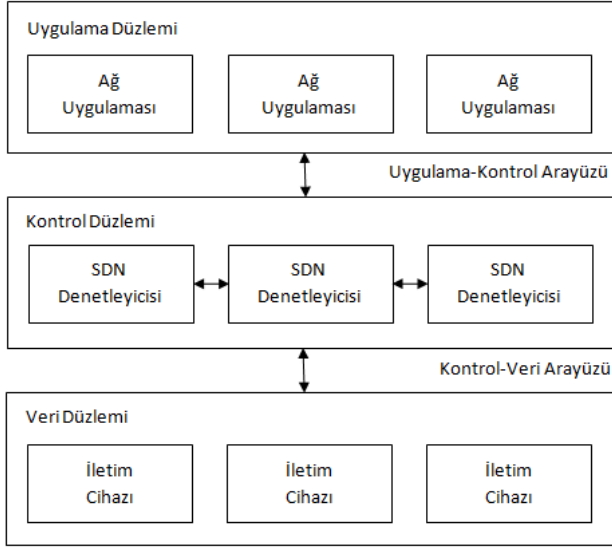 Uygulama Düzlemi
Ağ
Uygulaması
Ağ
Uygulaması
Ağ
Uygulaması
Uygulama-Kontrol Arayüzü
Kontrol Düzlemi
SDN
Denetleyicisi
SDN
Denetleyicisi
SDN
Denetleyicisi
Kontrol-Veri Arayüzü
Veri Düzlemi
İletim
Cihazı
İletim
Cihazı
İletim
Cihazı